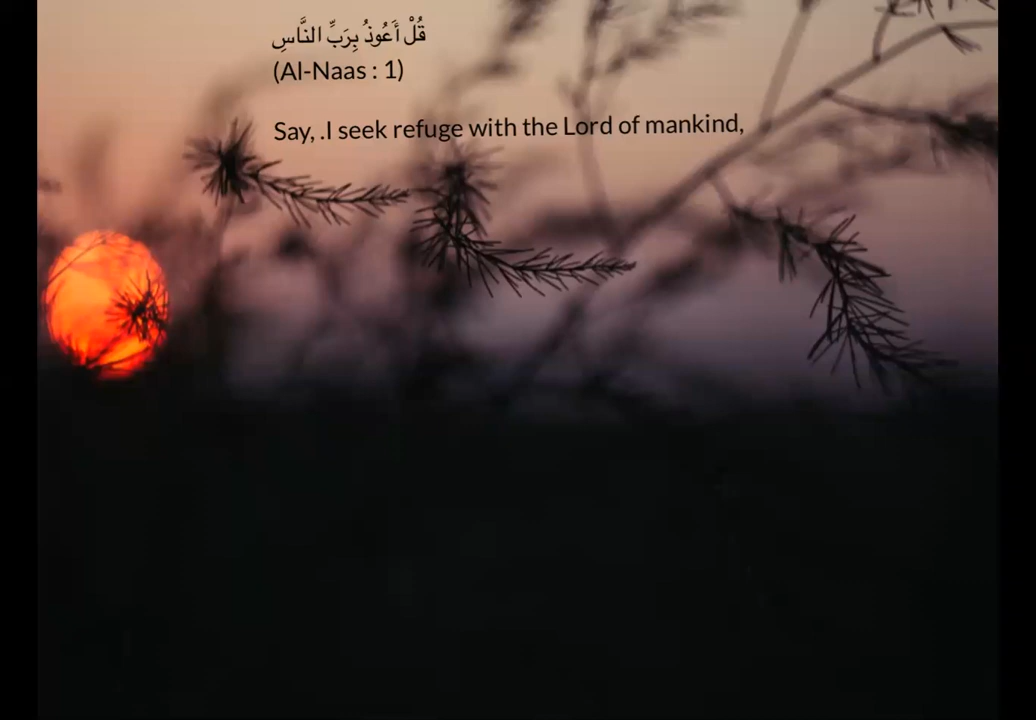 قُلْ أَعُوذُ بِرَبِّ النَّاسِ
(Al-Naas : 1)
Say, .I seek refuge with the Lord of mankind,